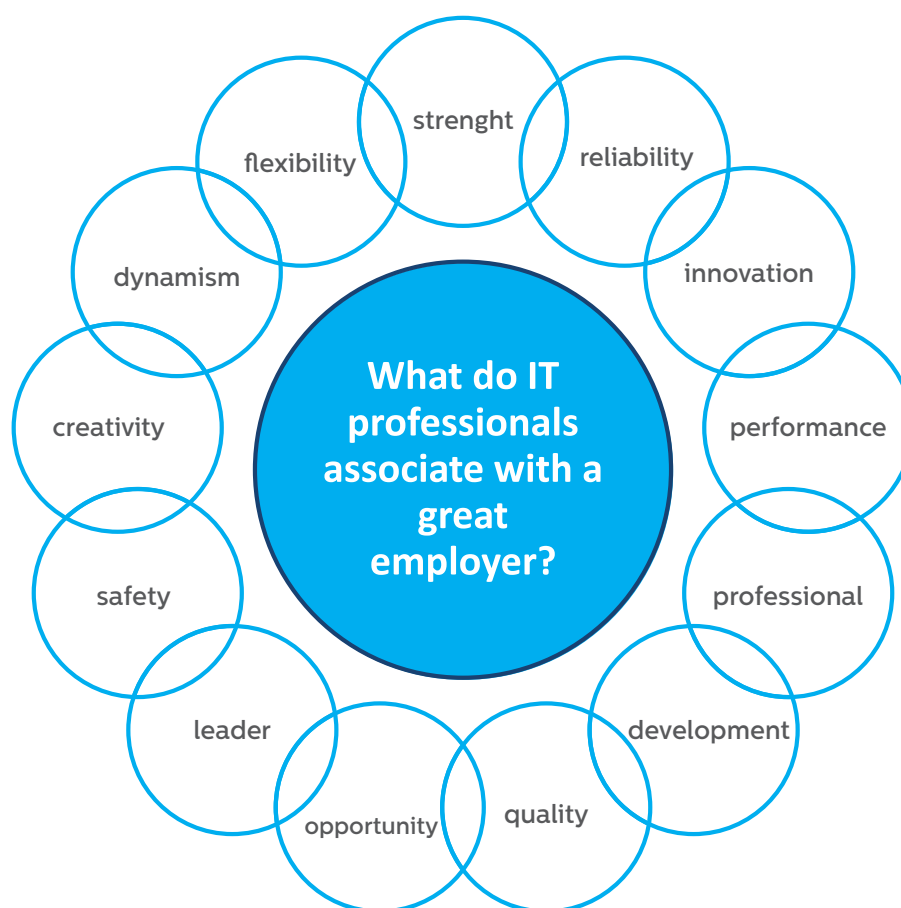 strenght
reliability
innovation
performance
professional
development
quality
opportunity
leader
safety
creativity
dynamism
flexibility
What do IT
professionals
associate with a
great
employer?